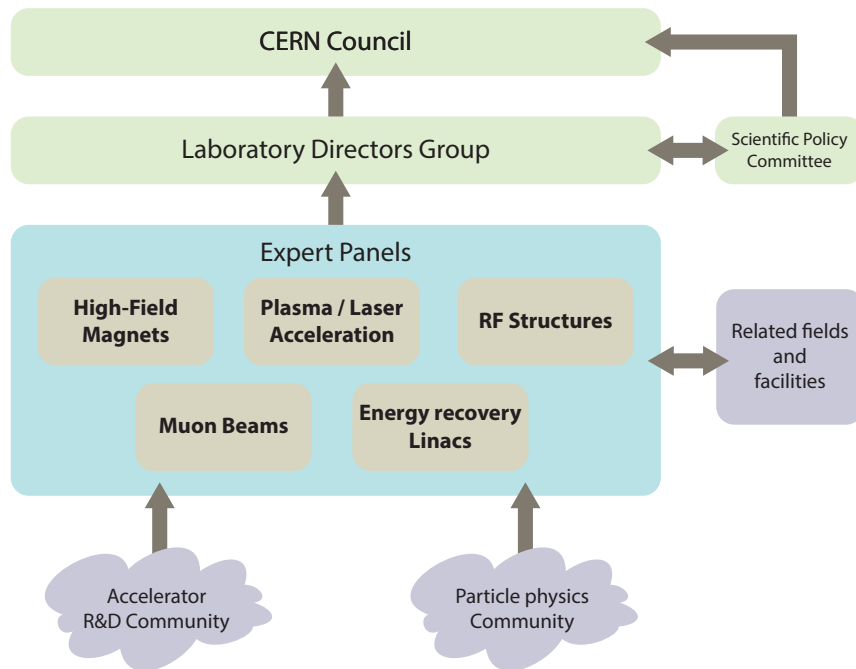 CERN Council
Laboratory Directors Group
Scientific Policy
Committee
Expert Panels
High-Field
Magnets
Plasma / Laser
Acceleration
RF Structures
Related fields
and
facilities
Muon Beams
Energy recovery
Linacs
Accelerator
R&D Community
Particle physics
Community